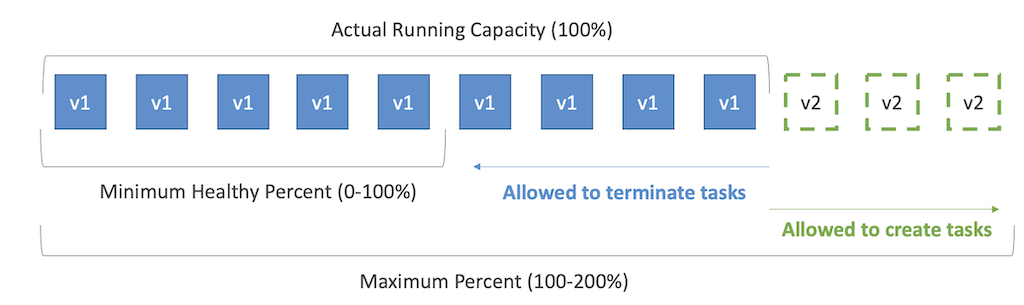 Actual Running Capacity (100%)
v1 v1 v1 v1 v1 v1 v1 v1 v1 v2 v2 v2
Minimum Healthy Percent (0-100%)
Allowed to terminate tasks
Allowed to create tasks
Maximum Percent (100-200%)